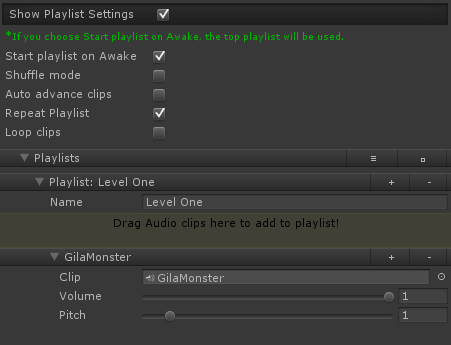 Show Playlist Settings
*If you choose Start playlist on Awake, the top playlist will be used.
Start playlist on Awake
Shuffle mode
Auto advance clips
Repeat Playlist
Loop clips
Playlists
Playlist: Level One + -
Name Level One
Drag Audio clips here to add to playlist!
GilaMonster + -
Clip GilaMonster
Volume 1
Pitch 1